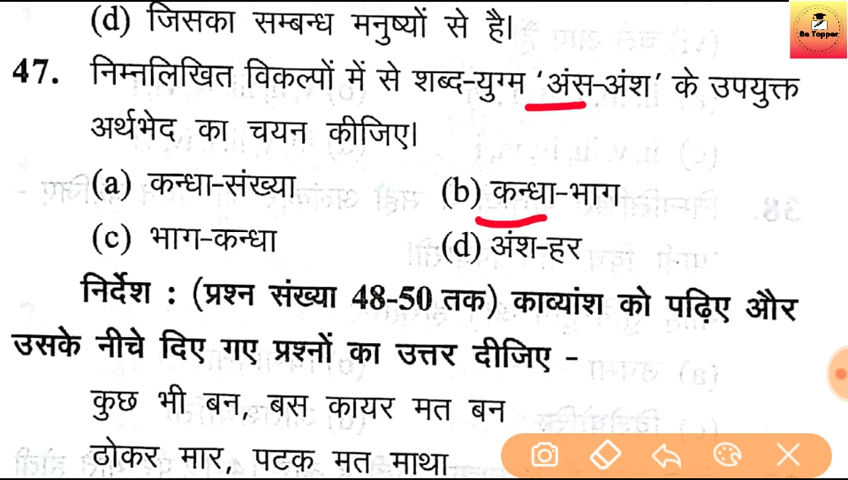 (d) जिसका सम्बन्ध मनुष्यों से है।
Be Topper
47. निम्नलिखित विकल्पों में से शब्द-युग्म 'अंस-अंश' के उपयुक्त
अर्थभेद का चयन कीजिए।
(a) कन्धा-संख्या (b) कन्धा-भाग
(c) भाग-कन्धा (d) अंश-हर
निर्देश : (प्रश्न संख्या 48-50 तक) काव्यांश को पढ़िए और
उसके नीचे दिए गए प्रश्नों का उत्तर दीजिए -
कुछ भी बन, बस कायर मत बन
ठोकर मार, पटक मत माथा